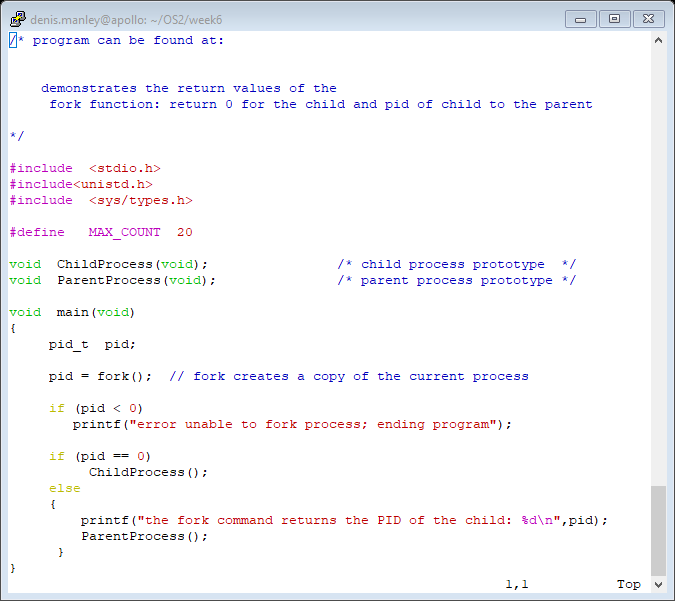 denis.manley@apollo: ~/OS2/week6
/* program can be found at:
demonstrates the return values of the
fork function: return 0 for the child and pid of child to the parent
*/
#include  <stdio.h>
#include<unistd.h>
#include  <sys/types.h>
#define   MAX_COUNT  20
void  ChildProcess(void);                /* child process prototype  */
void  ParentProcess(void);               /* parent process prototype */
void  main(void)
{
     pid_t  pid;
     pid = fork();  // fork creates a copy of the current process
     if (pid < 0)
        printf("error unable to fork process; ending program");
     if (pid == 0)
          ChildProcess();
     else
     {
         printf("the fork command returns the PID of the child: %d\n",pid);
         ParentProcess();
      }
}
1,1           Top